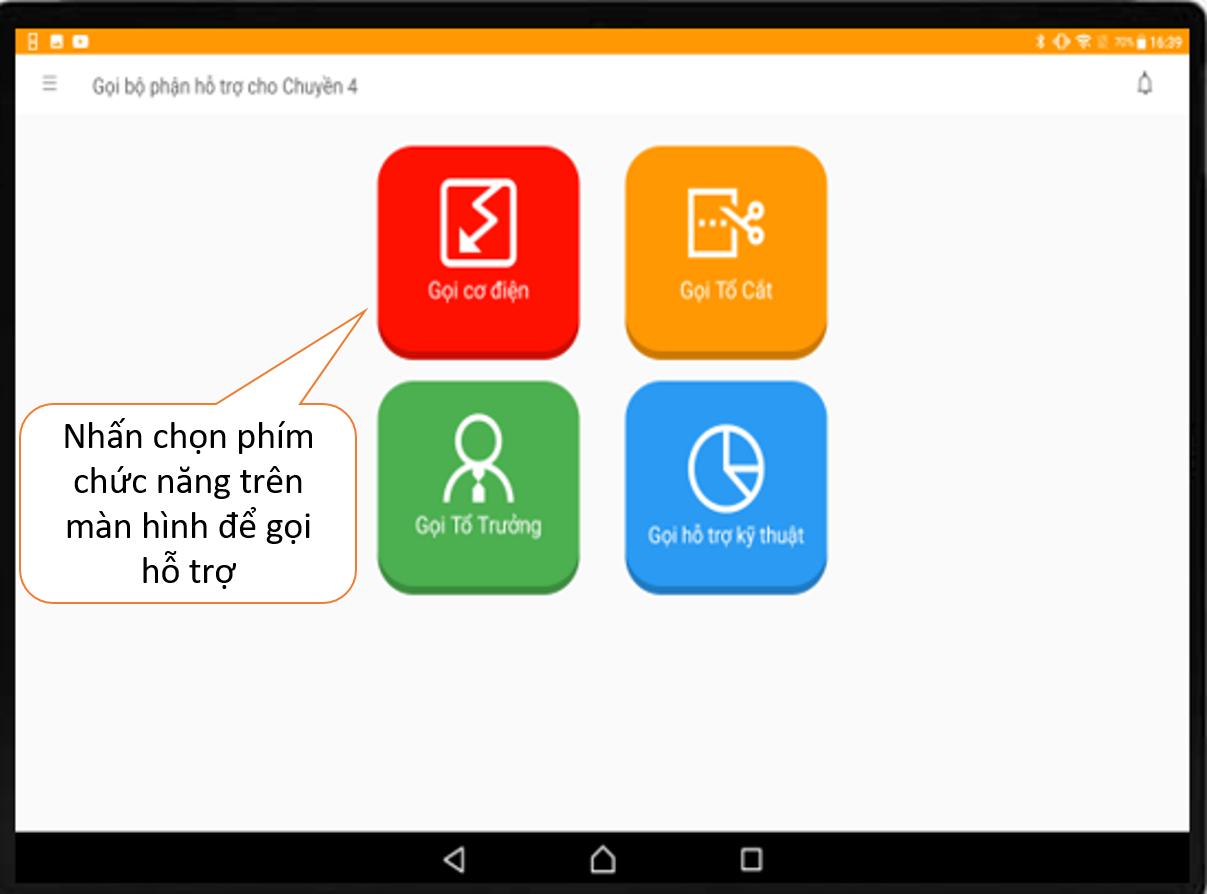 70% 16:39
Gọi bộ phận hỗ trợ cho Chuyền 4
Gọi cơ điện
Gọi Tổ Cắt
Nhấn chọn phím
chức năng trên
màn hình để gọi
hỗ trợ
Gọi Tổ Trưởng
Gọi hỗ trợ kỹ thuật